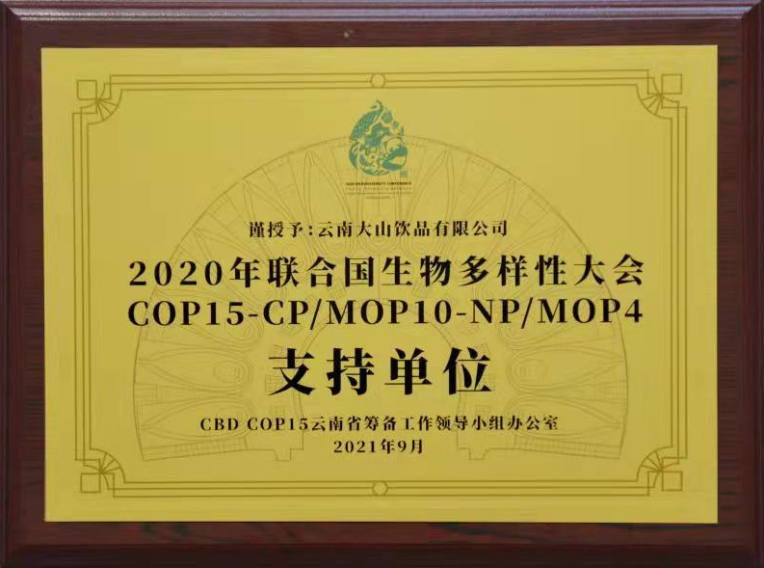 谨授予:云南大山饮品有限公司
2020年联合国生物多样性大会
COP15-CP/MOP10-NP/MOP4
支持单位
CBD COP15云南省筹备工作领导小组办公室
2021年9月